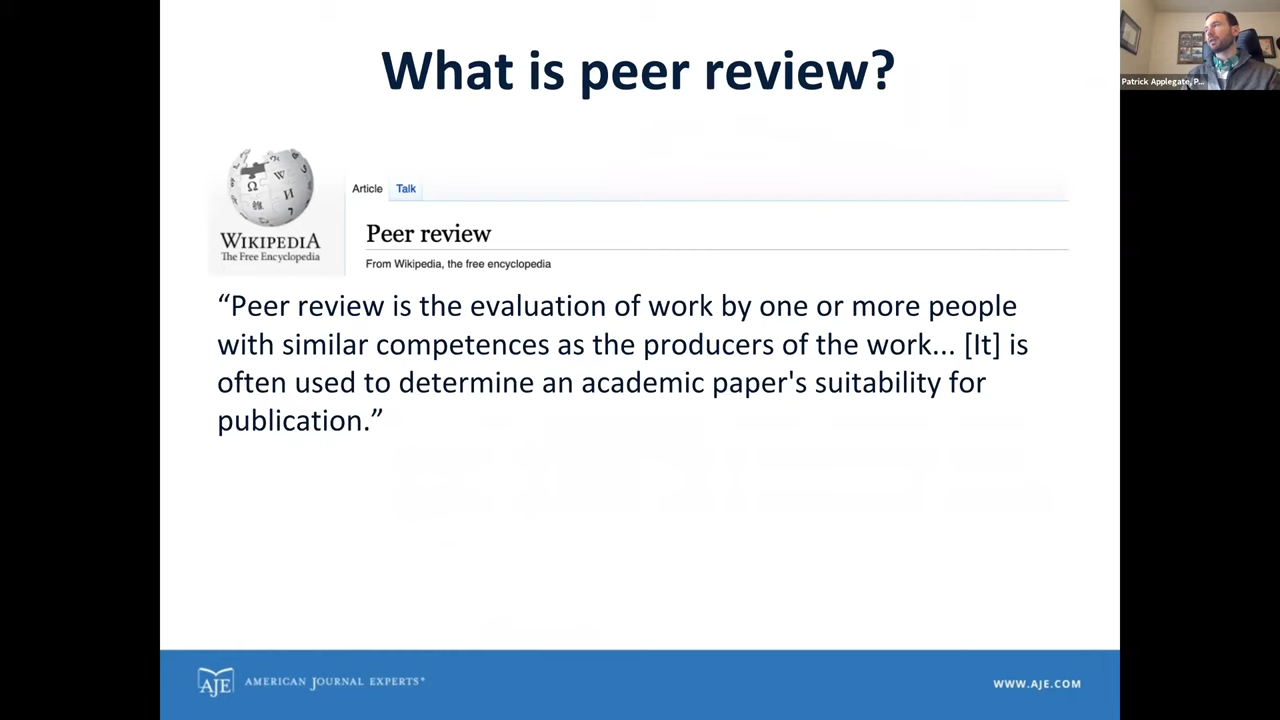 What is peer review?
Patrick Applegate, P...
Article Talk
WIKIPEDIA
The Free Encyclopedia
Peer review
From Wikipedia, the free encyclopedia
“Peer review is the evaluation of work by one or more people
with similar competences as the producers of the work... [It] is
often used to determine an academic paper's suitability for
publication.”
AJE AMERICAN JOURNAL EXPERTS
WWW.AJE.COM